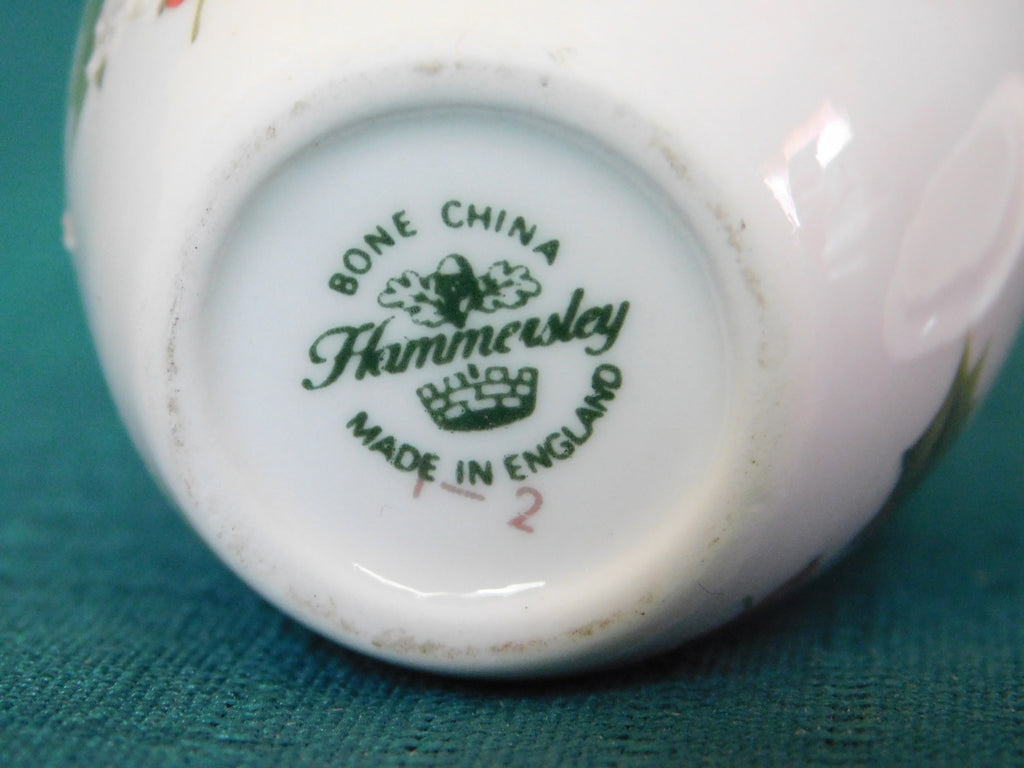 BONE CHINA
Hammersley
MADE IN ENGLAND
1-2